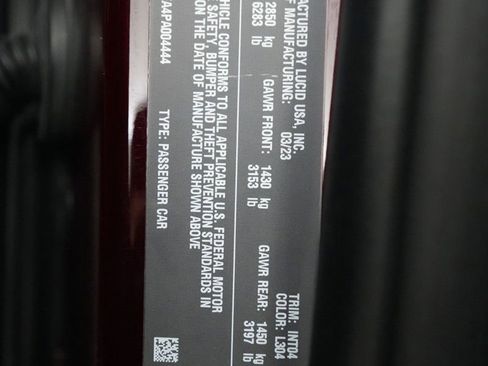 FACTURED BY LUCID USA, INC.
F MANUFACTURING: 03/23
2850 kg GAWR FRONT: 1430 kg GAWR REAR: 1450 kg
6283 lb 3153 lb 3197 lb
HICLE CONFORMS TO ALL APPLICABLE U.S. FEDERAL MOTOR
SAFETY, BUMPER AND THEFT PREVENTION STANDARDS IN
ON THE DATE OF MANUFACTURE SHOWN ABOVE
A4PA004444 TYPE: PASSENGER CAR
TRIM: INT04
COLOR: L304